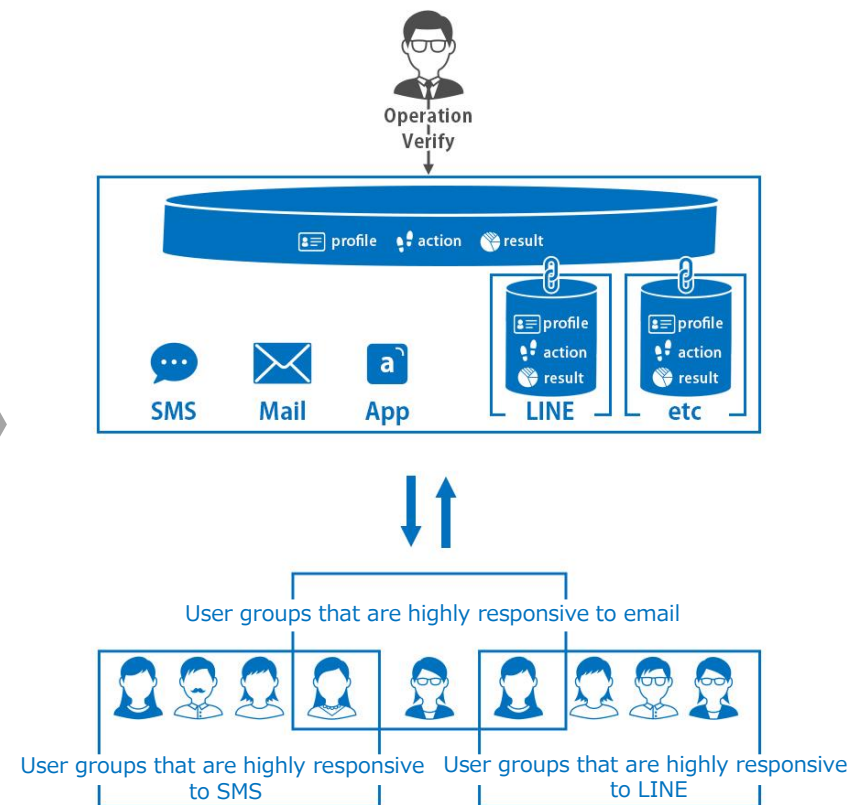 Operation
Verify
profile action result
profile
action
result
profile
action
result
SMS Mail a App LINE etc
User groups that are highly responsive to email
User groups that are highly responsive
to SMS
User groups that are highly responsive
to LINE